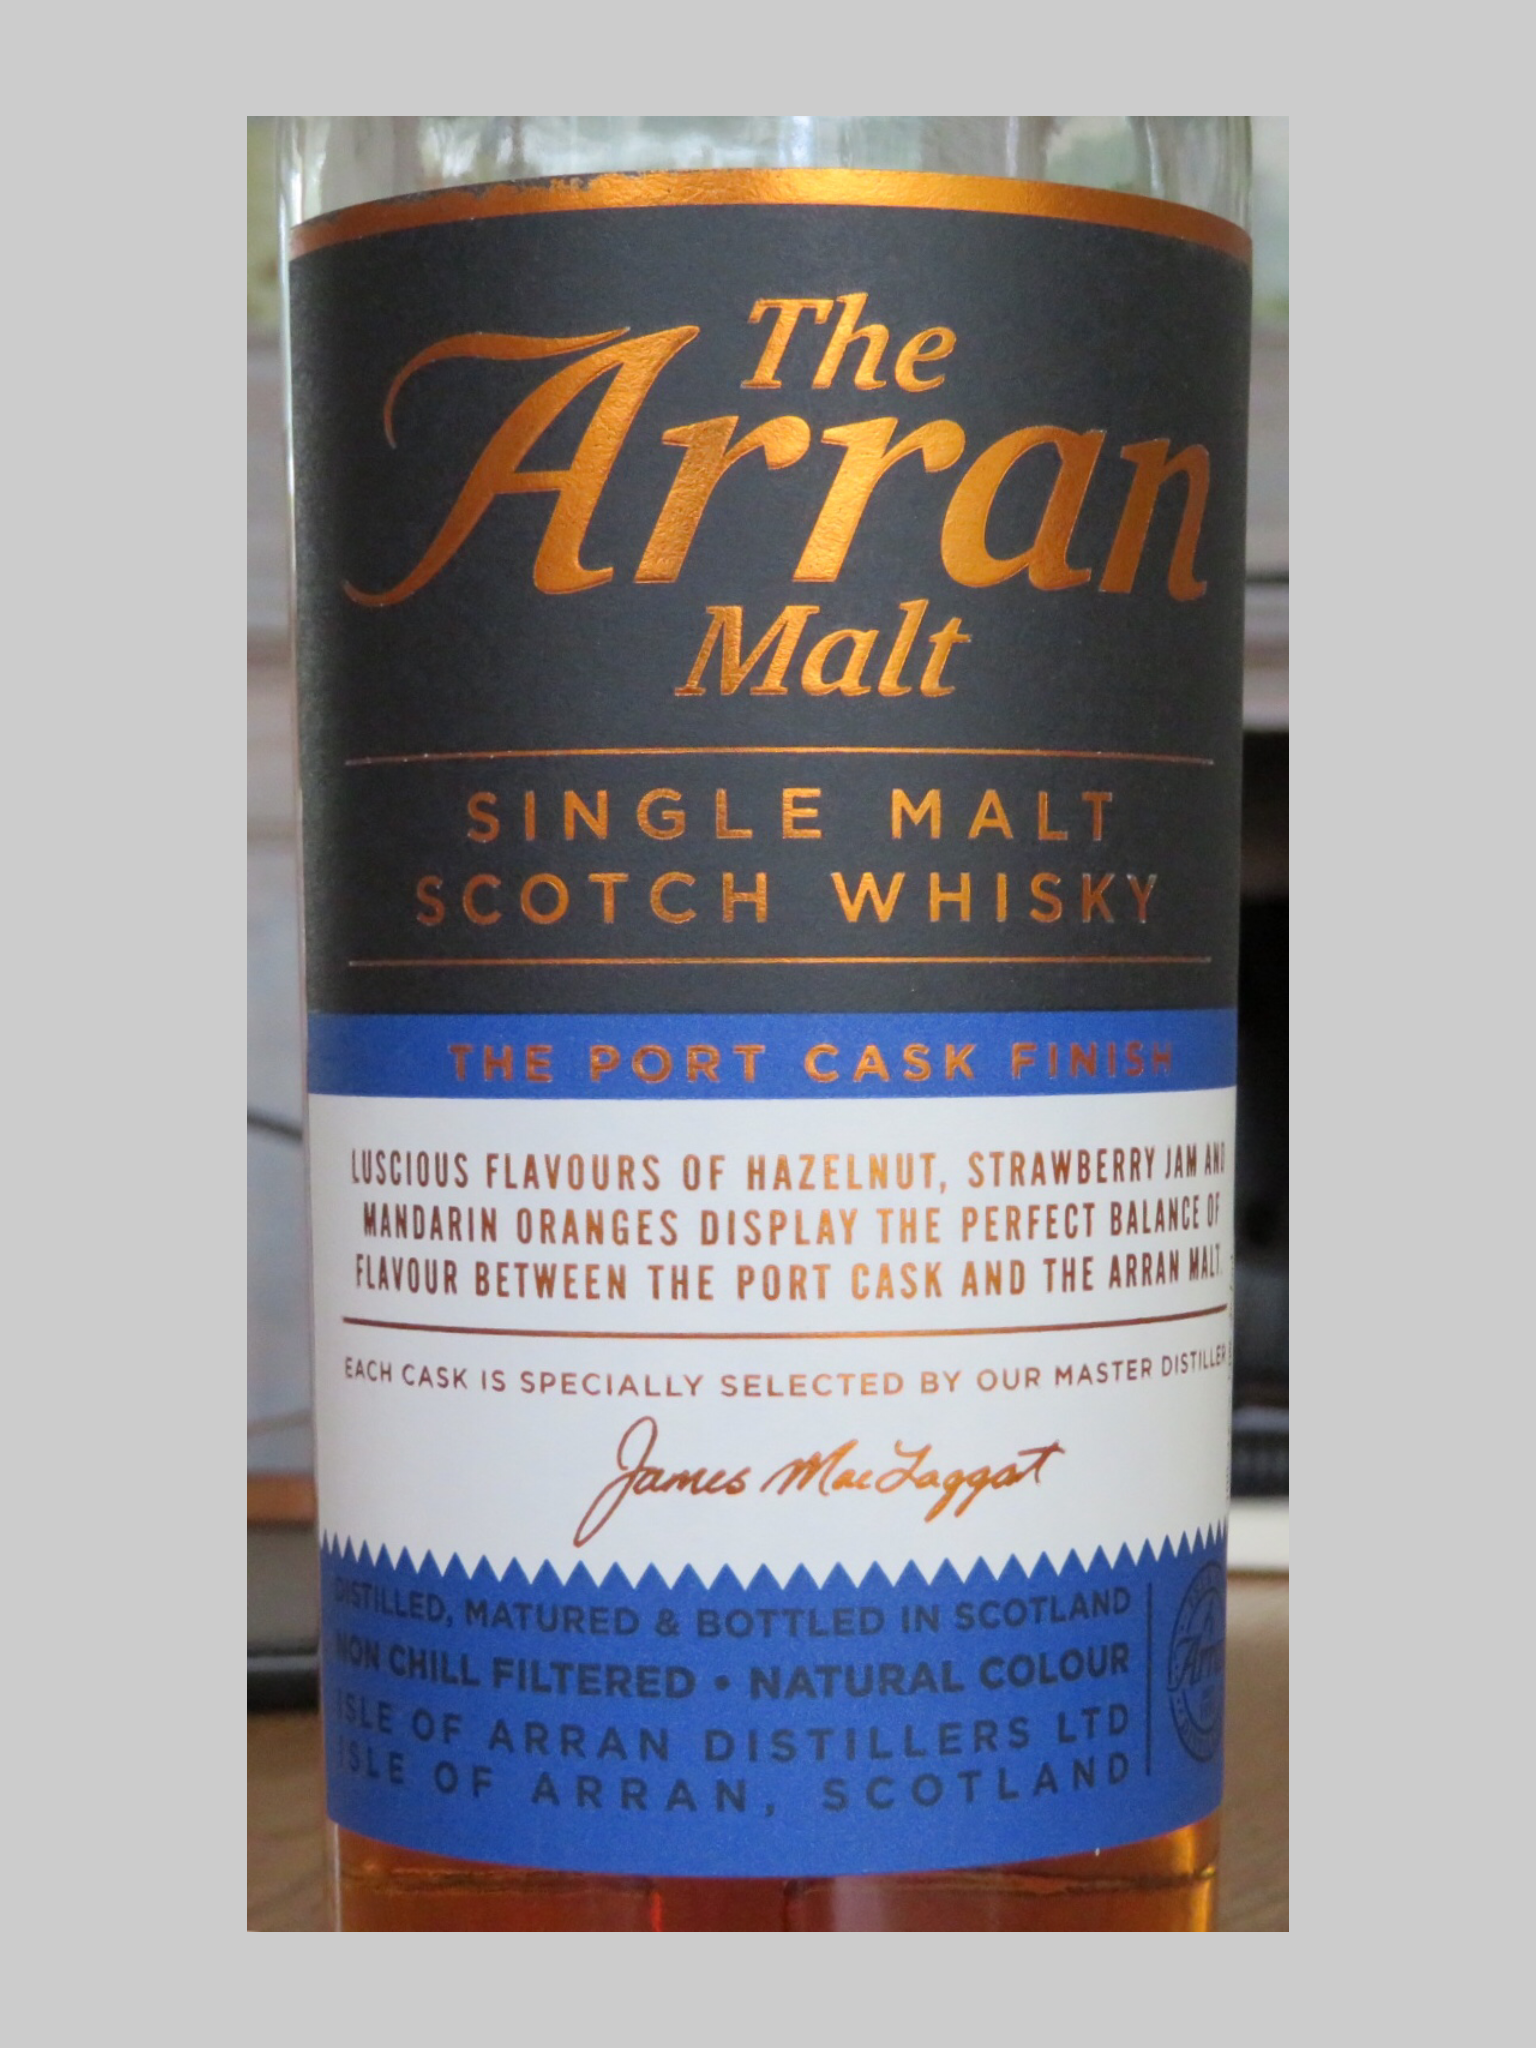 The
Arran
Malt
SINGLE MALT
SCOTCH WHISKY
THE PORT CASK FINISH
LUSCIOUS FLAVOURS OF HAZELNUT, STRAWBERRY JAM AND
MANDARIN ORANGES DISPLAY THE PERFECT BALANCE OF
FLAVOUR BETWEEN THE PORT CASK AND THE ARRAN MALT.
EACH CASK IS SPECIALLY SELECTED BY OUR MASTER DISTILLER
James MacTaggart
DISTILLED, MATURED & BOTTLED IN SCOTLAND
NON CHILL FILTERED • NATURAL COLOUR
ISLE OF ARRAN DISTILLERS LTD
ISLE OF ARRAN, SCOTLAND